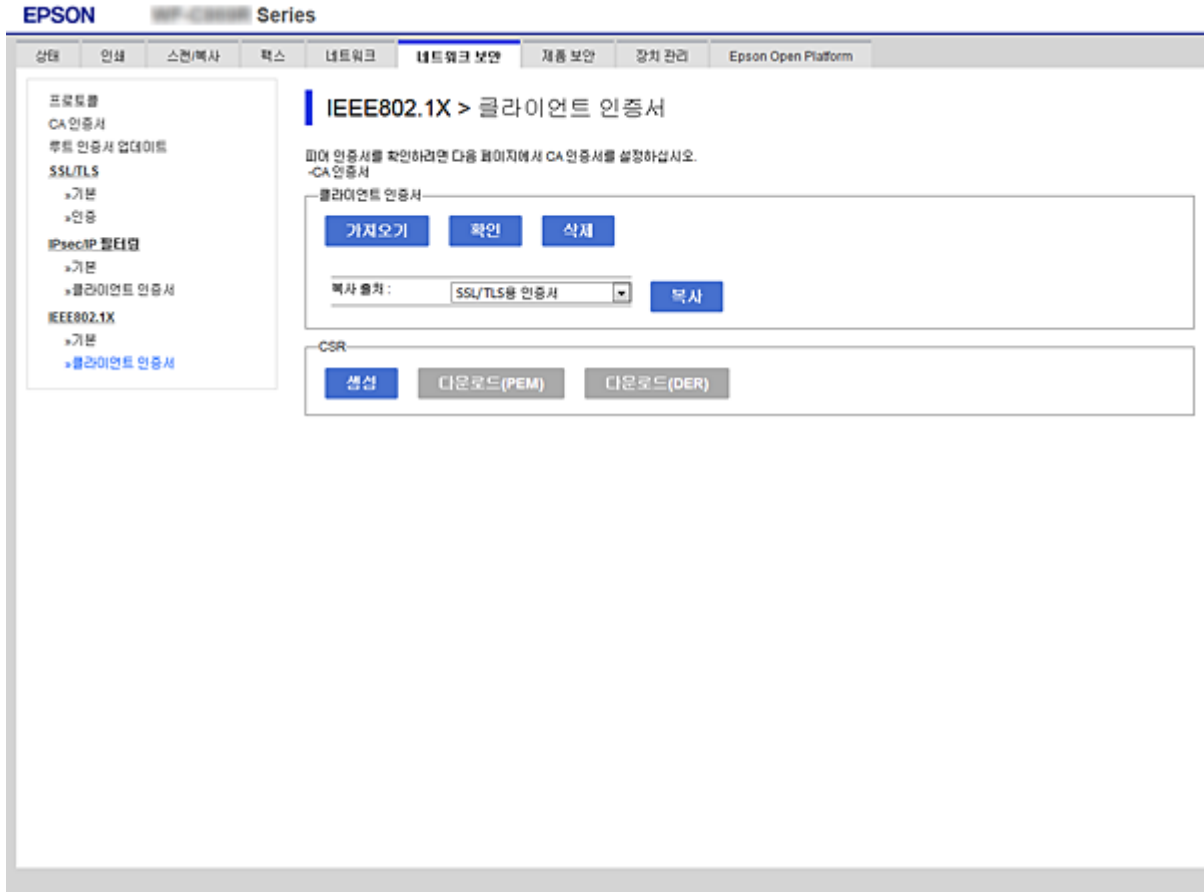 EPSON Series
상태 인쇄 스캔/복사 팩스 네트워크 네트워크 보안 제품 보안 장치 관리 Epson Open Platform
프로토콜
CA 인증서
루트 인증서 업데이트
SSL/TLS
»기본
»인증
IPsec/IP 필터링
»기본
»클라이언트 인증서
IEEE802.1X
»기본
»클라이언트 인증서
IEEE802.1X > 클라이언트 인증서
피어 인증서를 확인하려면 다음 페이지에서 CA 인증서를 설정하십시오.
-CA 인증서
클라이언트 인증서
가져오기 확인 삭제
복사 출처 : SSL/TLS용 인증서 복사
CSR
생성 다운로드(PEM) 다운로드(DER)